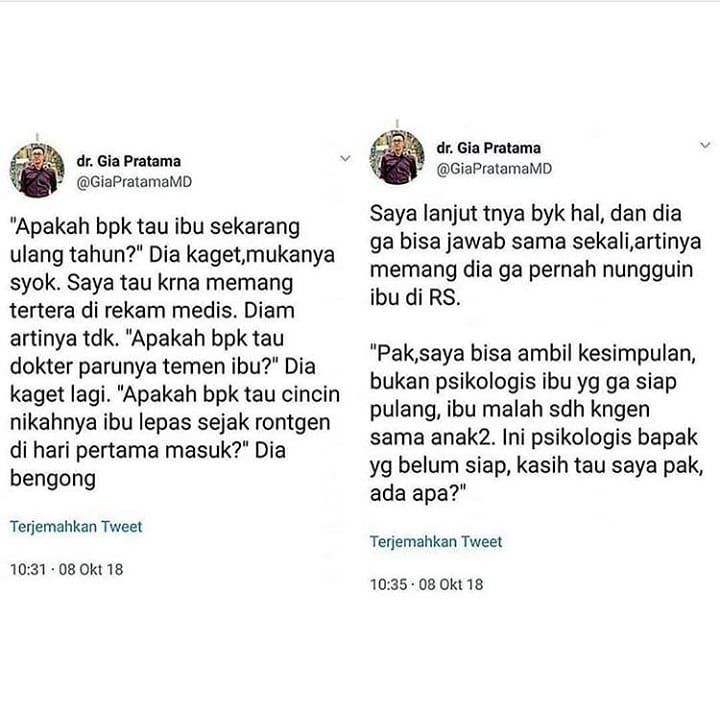 dr. Gia Pratama
@GiaPratamaMD
"Apakah bpk tau ibu sekarang
ulang tahun?" Dia kaget,mukanya
syok. Saya tau krna memang
tertera di rekam medis. Diam
artinya tdk. "Apakah bpk tau
dokter parunya temen ibu?" Dia
kaget lagi. "Apakah bpk tau cincin
nikahnya ibu lepas sejak rontgen
di hari pertama masuk?" Dia
bengong
Terjemahkan Tweet
10:31 · 08 Okt 18
dr. Gia Pratama
@GiaPratamaMD
Saya lanjut tnya byk hal, dan dia
ga bisa jawab sama sekali,artinya
memang dia ga pernah nungguin
ibu di RS.
"Pak,saya bisa ambil kesimpulan,
bukan psikologis ibu yg ga siap
pulang, ibu malah sdh kngen
sama anak2. Ini psikologis bapak
yg belum siap, kasih tau saya pak,
ada apa?"
Terjemahkan Tweet
10:35 · 08 Okt 18